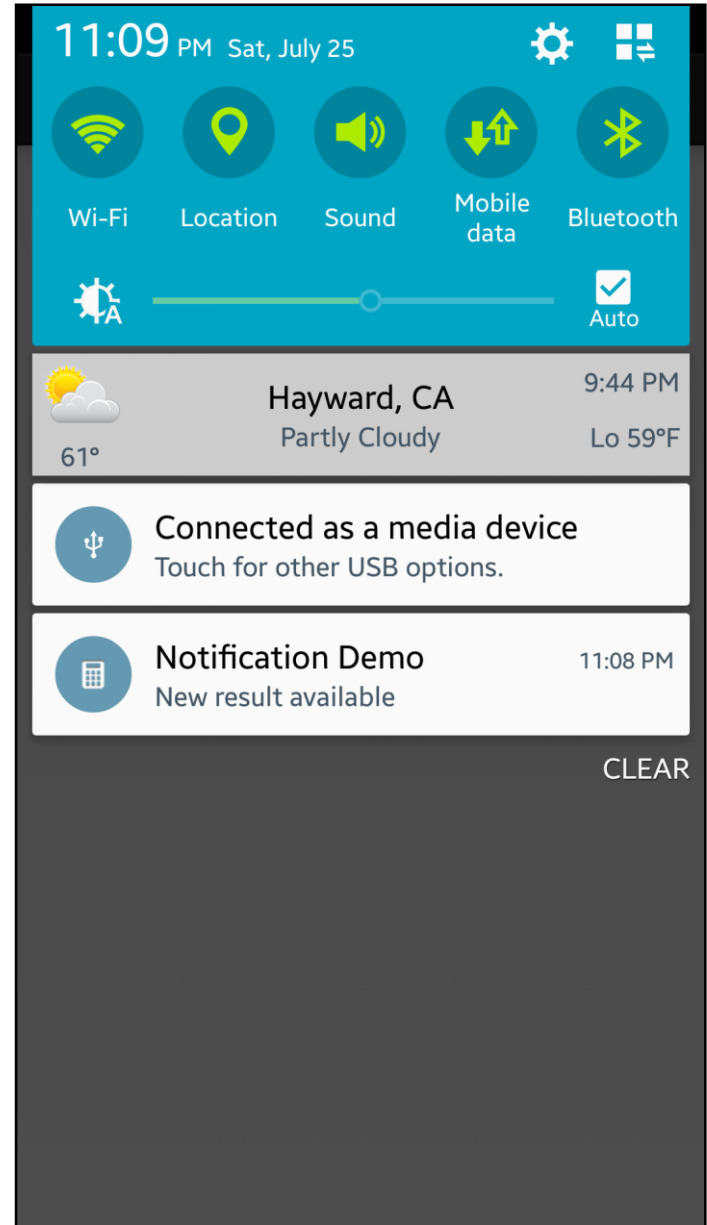 11:09 PM Sat, July 25
Wi-Fi Location Sound Mobile data Bluetooth
A
Auto
Hayward, CA 9:44 PM
61° Partly Cloudy Lo 59°F
Connected as a media device
Touch for other USB options.
Notification Demo 11:08 PM
New result available
CLEAR